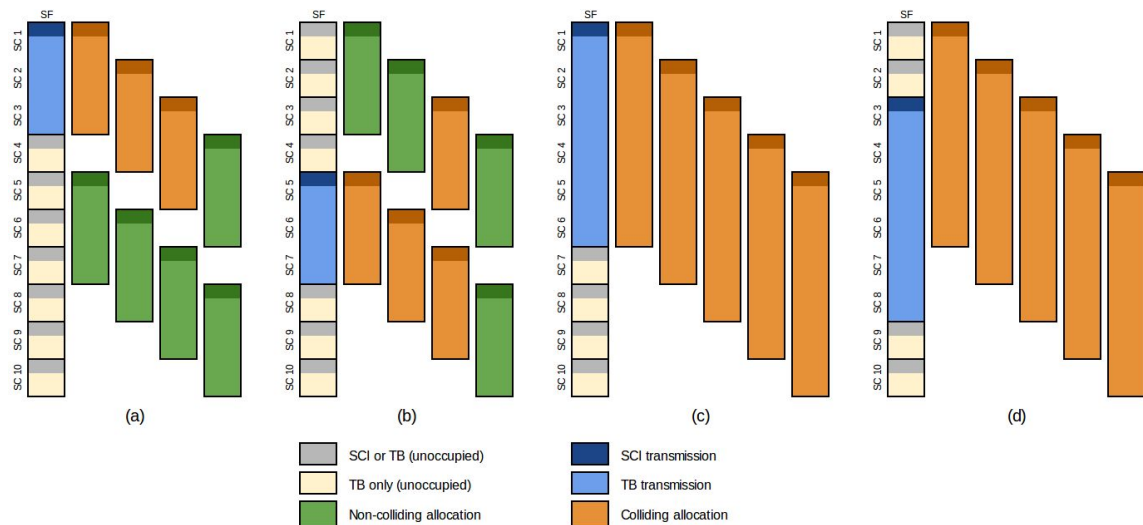 SF
SC 1
SC 2
SC 3
SC 4
SC 5
SC 6
SC 7
SC 8
SC 9
SC 10
(a)
SF
SC 1
SC 2
SC 3
SC 4
SC 5
SC 6
SC 7
SC 8
SC 9
SC 10
(b)
SF
SC 1
SC 2
SC 3
SC 4
SC 5
SC 6
SC 7
SC 8
SC 9
SC 10
(c)
SF
SC 1
SC 2
SC 3
SC 4
SC 5
SC 6
SC 7
SC 8
SC 9
SC 10
(d)
SCI or TB (unoccupied)
TB only (unoccupied)
Non-colliding allocation
SCI transmission
TB transmission
Colliding allocation